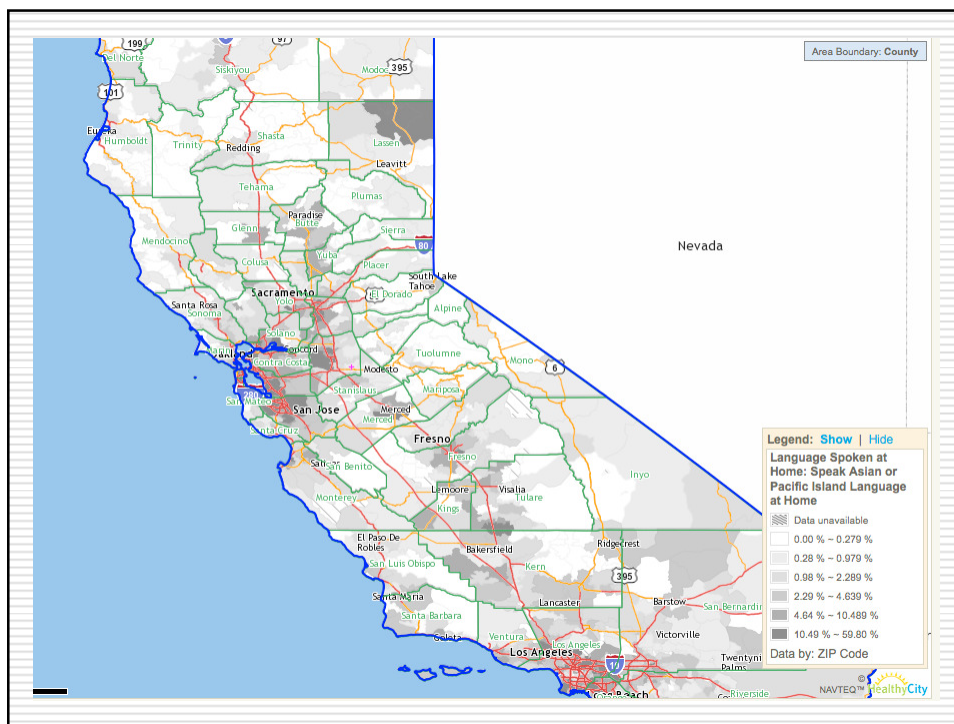 Area Boundary: County
199
97
Del Norte
Siskiyou
Modoc
395
101
Eureka
Humboldt
Trinity
Shasta
Redding
Lassen
Leavitt
Tehama
Plumas
Paradise
Butte
Glenn
Sierra
Mendocino
Yuba
80
Colusa
Placer
Nevada
South Lake
Tahoe
Sacramento
Yolo
El Dorado
Santa Rosa
Sonoma
Alpine
Solano
Concord
Contra Costa
Tuolumne
Mono
6
Modesto
Stanislaus
Mariposa
San Mateo
San Jose
Merced
Merced
Santa Cruz
Fresno
Fresno
San Benito
Inyo
Monterey
Lemoore
Visalia
Tulare
Kings
El Paso De
Robles
Bakersfield
Ridgecrest
San Luis Obispo
Kern
395
Santa Maria
Lancaster
Barstow
San Bernardin
Santa Barbara
Goleta
Ventura
Los Angeles
Los Angeles
Victorville
10
Twentynin
Palms
Riverside
Legend: Show | Hide
Language Spoken at
Home: Speak Asian or
Pacific Island Language
at Home
Data unavailable
0.00 % ~ 0.279 %
0.28 % ~ 0.979 %
0.98 % ~ 2.289 %
2.29 % ~ 4.639 %
4.64 % ~ 10.489 %
10.49 % ~ 59.80 %
Data by: ZIP Code
©
NAVTEQ™
HealthyCity